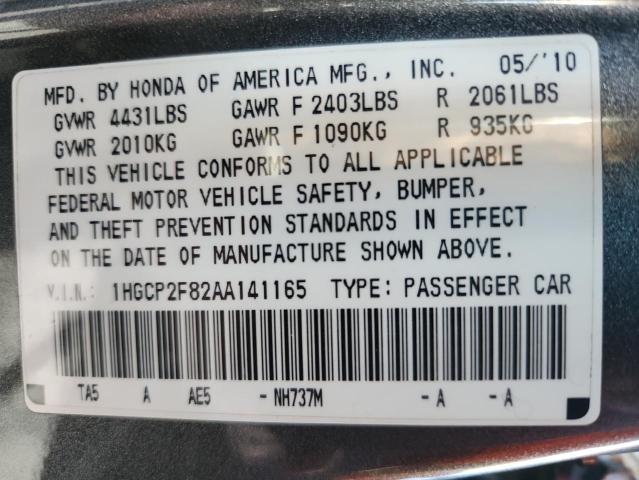 MFD. BY HONDA OF AMERICA MFG., INC. 05/'10
GVWR 4431LBS GAWR F 2403LBS R 2061LBS
GVWR 2010KG GAWR F 1090KG R 935KG
THIS VEHICLE CONFORMS TO ALL APPLICABLE
FEDERAL MOTOR VEHICLE SAFETY, BUMPER,
AND THEFT PREVENTION STANDARDS IN EFFECT
ON THE DATE OF MANUFACTURE SHOWN ABOVE.
V.I.N.: 1HGCP2F82AA141165 TYPE: PASSENGER CAR
TA5 A AE5 - NH737M - A - A